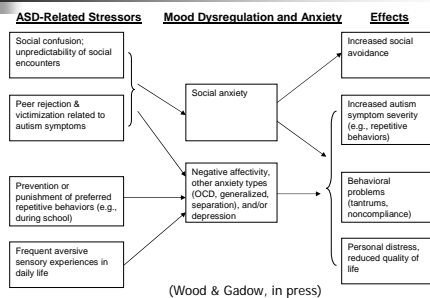 ASD-Related Stressors
Mood Dysregulation and Anxiety
Effects
Social confusion;
unpredictability of social
encounters
Peer rejection &
victimization related to
autism symptoms
Prevention or
punishment of preferred
repetitive behaviors (e.g.,
during school)
Frequent aversive
sensory experiences in
daily life
Social anxiety
Negative affectivity,
other anxiety types
(OCD, generalized,
separation), and/or
depression
Increased social
avoidance
Increased autism
symptom severity
(e.g., repetitive
behaviors)
Behavioral
problems
(tantrums,
noncompliance)
Personal distress,
reduced quality of
life
(Wood & Gadow, in press)